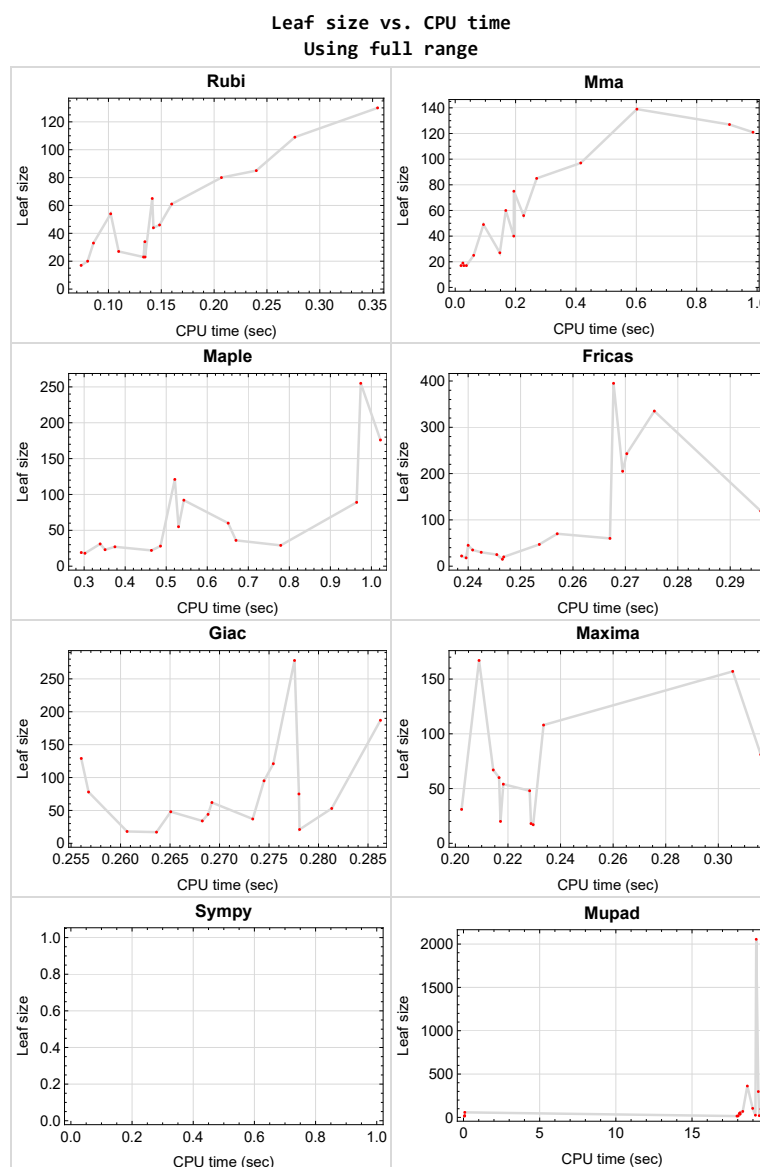 Leaf size vs. CPU time
Using full range
Rubi
Leaf size
120
100
80
60
40
20
0
0.10 0.15 0.20 0.25 0.30 0.35
CPU time (sec)
Mma
Leaf size
140
120
100
80
60
40
20
0
0.0 0.2 0.4 0.6 0.8
CPU time (sec)
Maple
Leaf size
250
200
150
100
50
0
0.3 0.4 0.5 0.6 0.7 0.8 0.9 1.0
CPU time (sec)
Fricas
Leaf size
400
300
200
100
0
0.24 0.25 0.26 0.27 0.28 0.29
CPU time (sec)
Giac
Leaf size
250
200
150
100
50
0
0.255 0.260 0.265 0.270 0.275 0.280 0.285
CPU time (sec)
Maxima
Leaf size
150
100
50
0
0.20 0.22 0.24 0.26 0.28 0.30
CPU time (sec)
Sympy
Leaf size
1.0
0.8
0.6
0.4
0.2
0.0
0.0 0.2 0.4 0.6 0.8 1.0
CPU time (sec)
Mupad
Leaf size
2000
1500
1000
500
0
0 5 10 15
CPU time (sec)